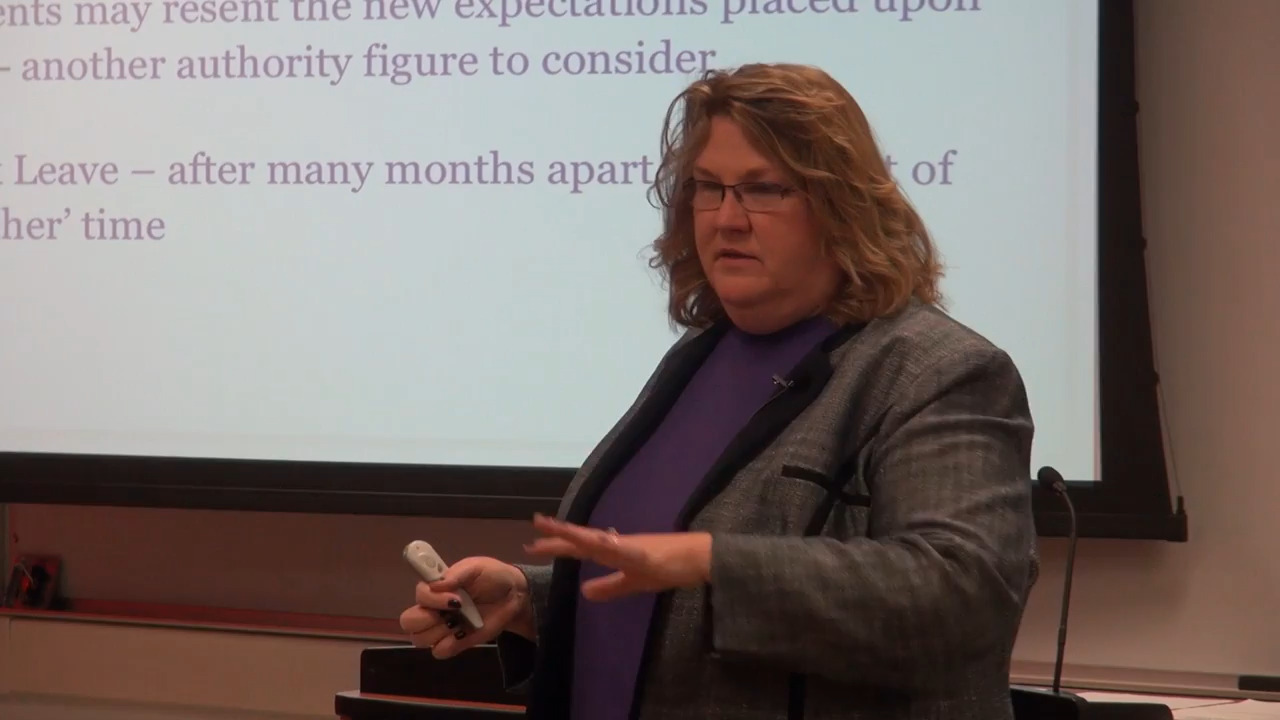 ents may resent the new expectations placed upon
– another authority figure to consider
Leave – after many months apart of
her’ time